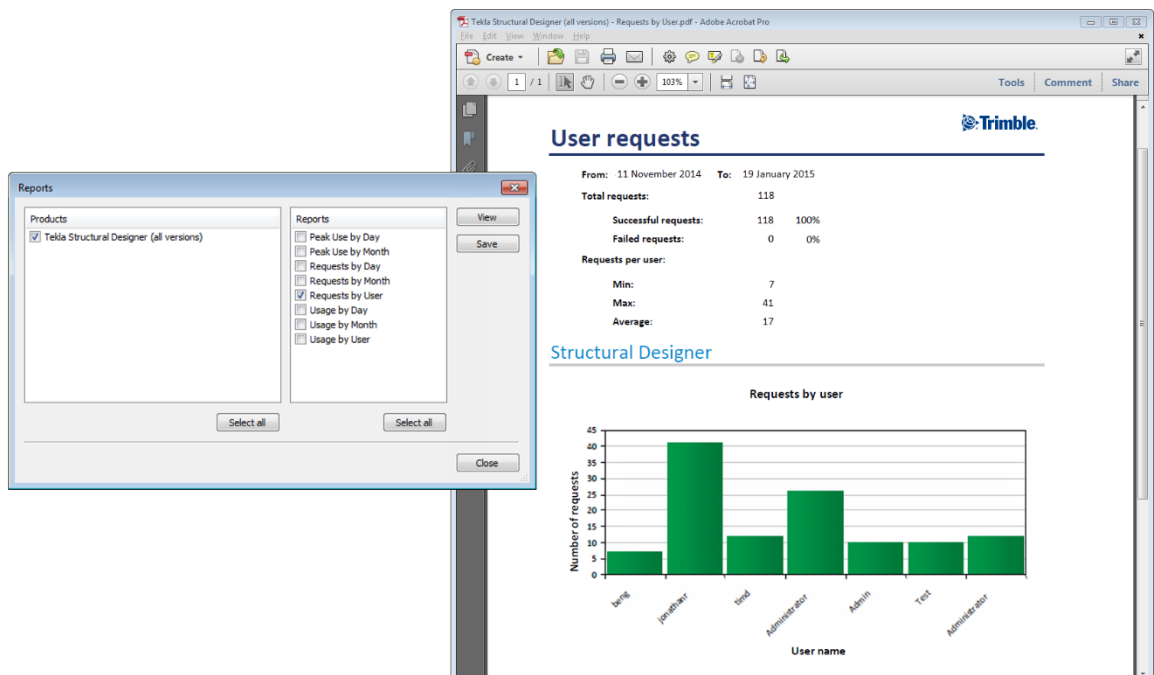 Tekla Structural Designer (all versions) - Requests by User.pdf - Adobe Acrobat Pro
File Edit View Window Help
Create
1 / 1 103% Tools Comment Share
Trimble.
User requests
From: 11 November 2014 To: 19 January 2015
Total requests: 118
Successful requests: 118 100%
Failed requests: 0 0%
Requests per user:
Min: 7
Max: 41
Average: 17
Structural Designer
Requests by user
Number of requests
45
40
35
30
25
20
15
10
5
0
beng
jonathanr
timd
Administrator
Admin
Test
Administrator
User name
Reports
Products
Tekla Structural Designer (all versions)
Select all
Reports
Peak Use by Day
Peak Use by Month
Requests by Day
Requests by Month
Requests by User
Usage by Day
Usage by Month
Usage by User
Select all
View
Save
Close